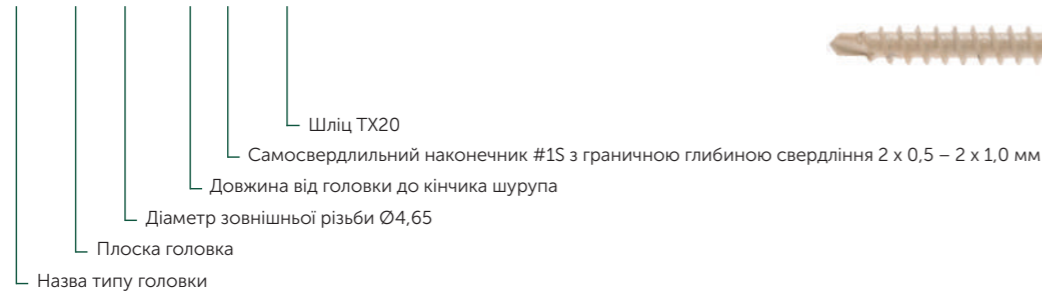 Шліц TX20
Самосвердлильний наконечник #1S з граничною глибиною свердління 2 x 0,5 – 2 x 1,0 мм
Довжина від головки до кінчика шурупа
Діаметр зовнішньої різьби Ø4,65
Плоска головка
Назва типу головки